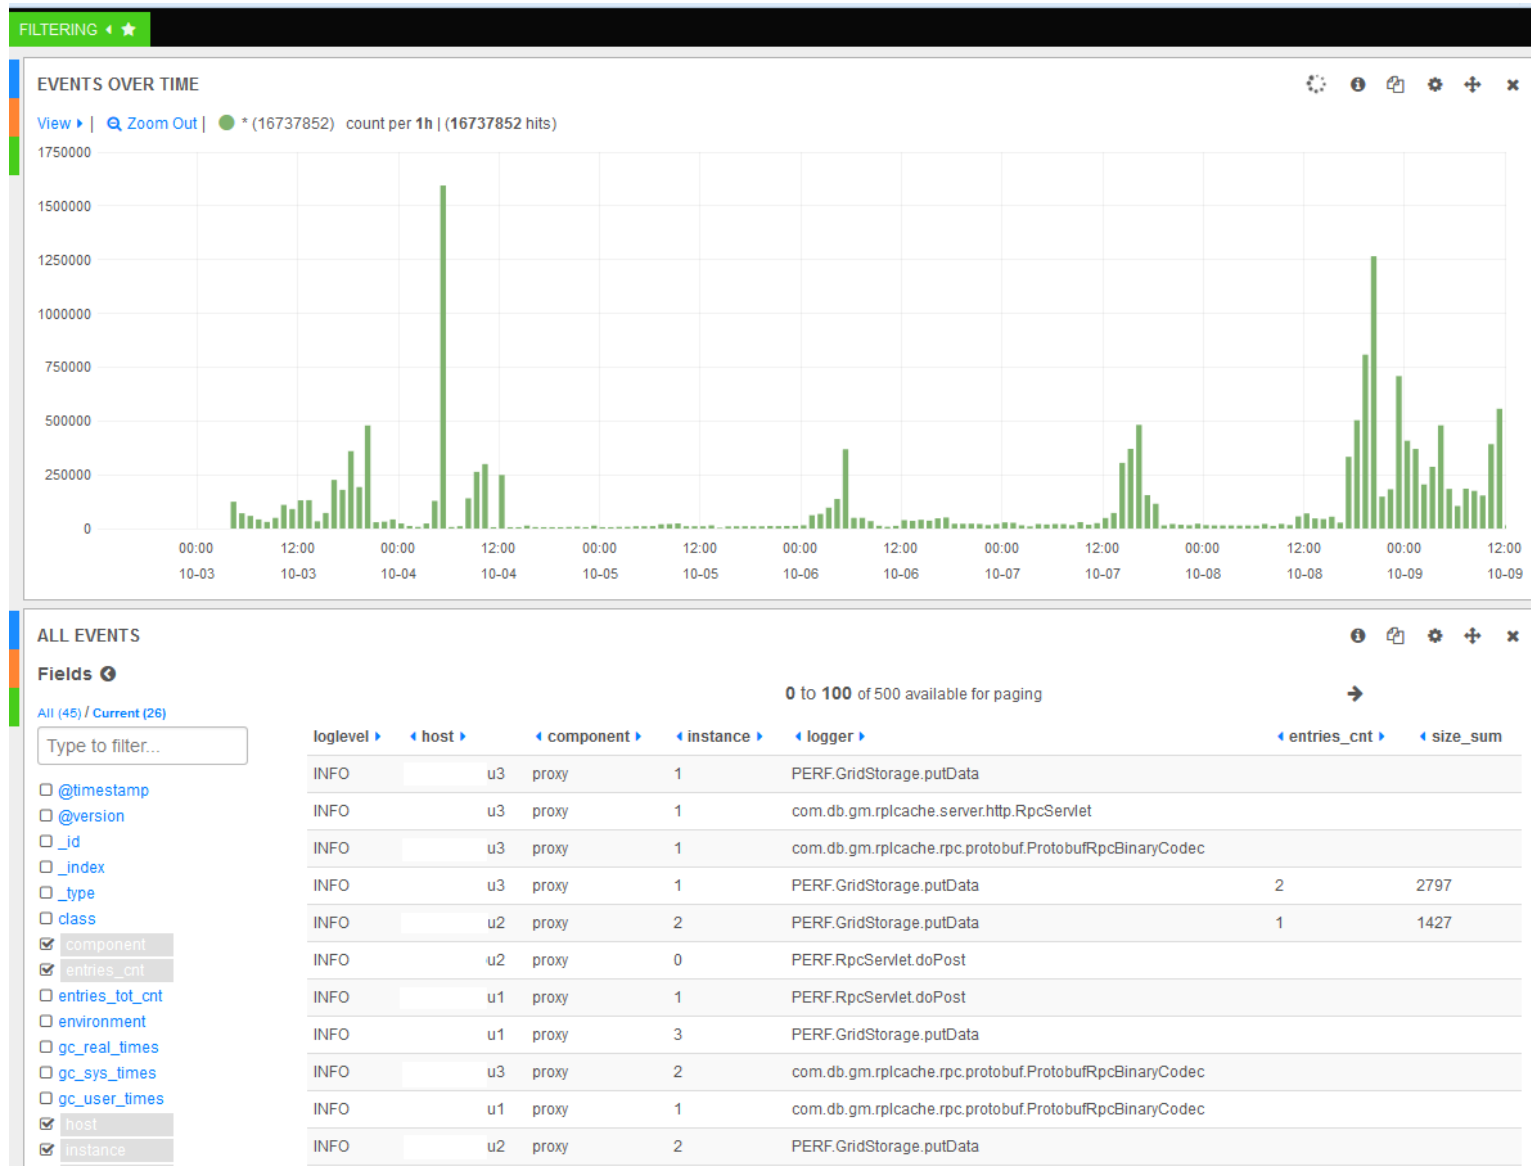 FILTERING
EVENTS OVER TIME
View | Zoom Out | * (16737852) count per 1h | (16737852 hits)
1750000
1500000
1250000
1000000
750000
500000
250000
0
00:00 12:00 00:00 12:00 00:00 12:00 00:00 12:00 00:00 12:00 00:00 12:00 00:00 12:00
10-03 10-03 10-04 10-04 10-05 10-05 10-06 10-06 10-07 10-07 10-08 10-08 10-09 10-09
ALL EVENTS
Fields
0 to 100 of 500 available for paging
All (45) / Current (26)
Type to filter...
@timestamp
@version
_id
_index
_type
class
component
entries_cnt
entries_tot_cnt
environment
gc_real_times
gc_sys_times
gc_user_times
host
instance
loglevel host component instance logger entries_cnt size_sum
INFO u3 proxy 1 PERF.GridStorage.putData
INFO u3 proxy 1 com.db.gm.rplcache.server.http.RpcServlet
INFO u3 proxy 1 com.db.gm.rplcache.rpc.protobuf.ProtobufRpcBinaryCodec
INFO u3 proxy 1 PERF.GridStorage.putData 2 2797
INFO u2 proxy 2 PERF.GridStorage.putData 1 1427
INFO u2 proxy 0 PERF.RpcServlet.doPost
INFO u1 proxy 1 PERF.RpcServlet.doPost
INFO u1 proxy 3 PERF.GridStorage.putData
INFO u3 proxy 2 com.db.gm.rplcache.rpc.protobuf.ProtobufRpcBinaryCodec
INFO u1 proxy 1 com.db.gm.rplcache.rpc.protobuf.ProtobufRpcBinaryCodec
INFO u2 proxy 2 PERF.GridStorage.putData